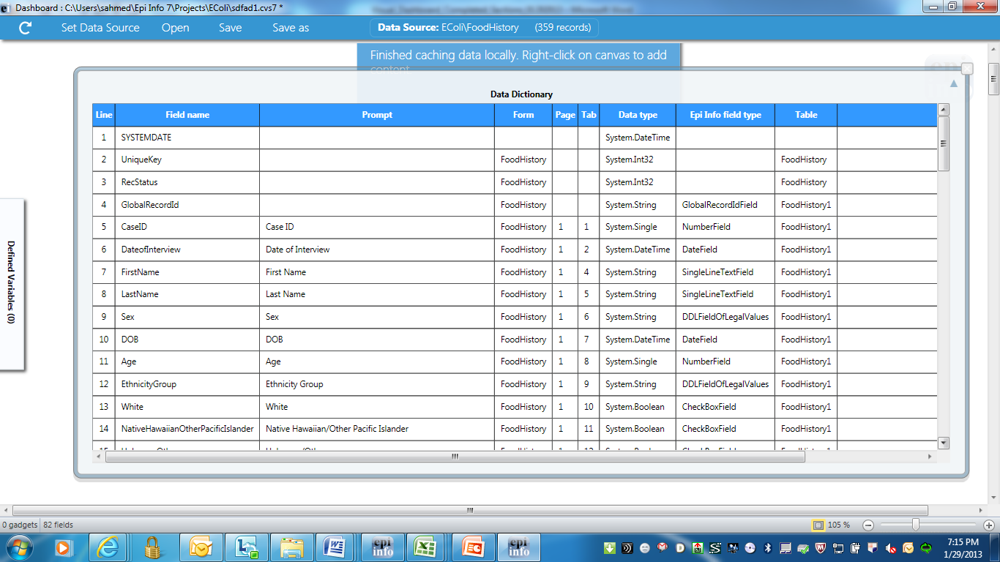 Dashboard : C:\Users\sahmed\Epi Info 7\Projects\EColi\sdfad1.cvs7 *
Set Data Source Open Save Save as Data Source: EColi\FoodHistory (359 records)
Finished caching data locally. Right-click on canvas to add
content
Data Dictionary
Line Field name Prompt Form Page Tab Data type Epi Info field type Table
1 SYSTEMDATE System.DateTime
2 UniqueKey FoodHistory System.Int32 FoodHistory
3 RecStatus FoodHistory System.Int32 FoodHistory
4 GlobalRecordId FoodHistory System.String GlobalRecordIdField FoodHistory1
5 CaseID Case ID FoodHistory 1 1 System.Single NumberField FoodHistory1
6 DateofInterview Date of Interview FoodHistory 1 2 System.DateTime DateField FoodHistory1
7 FirstName First Name FoodHistory 1 4 System.String SingleLineTextField FoodHistory1
8 LastName Last Name FoodHistory 1 5 System.String SingleLineTextField FoodHistory1
9 Sex Sex FoodHistory 1 6 System.String DDLFieldOfLegalValues FoodHistory1
10 DOB DOB FoodHistory 1 7 System.DateTime DateField FoodHistory1
11 Age Age FoodHistory 1 8 System.Single NumberField FoodHistory1
12 EthnicityGroup Ethnicity Group FoodHistory 1 9 System.String DDLFieldOfLegalValues FoodHistory1
13 White White FoodHistory 1 10 System.Boolean CheckBoxField FoodHistory1
14 NativeHawaiianOtherPacificIslander Native Hawaiian/Other Pacific Islander FoodHistory 1 11 System.Boolean CheckBoxField FoodHistory1
Defined Variables (0)
0 gadgets 82 fields 105 %
epi info epi info
7:15 PM
1/29/2013